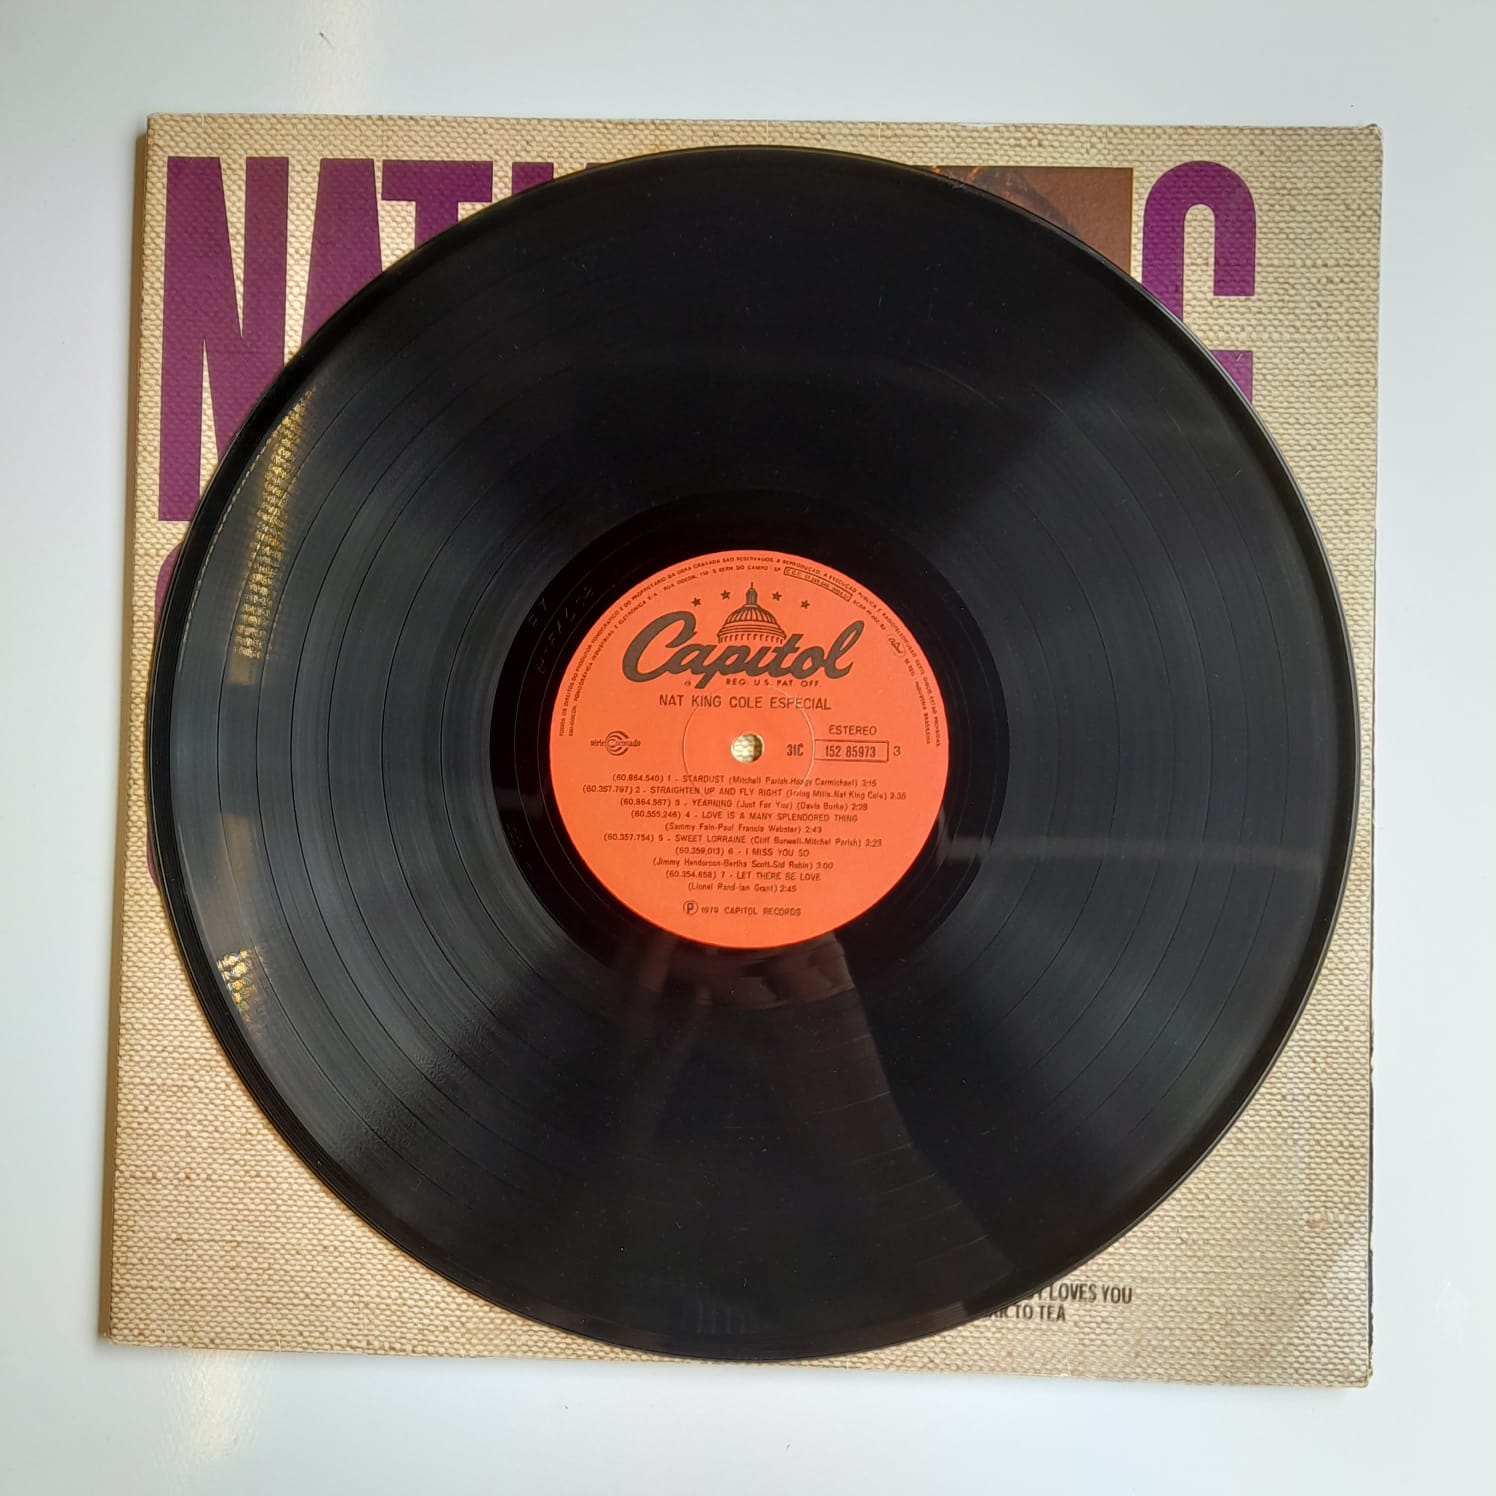 NAT
G
Capitol
REG. U.S. PAT. OFF.
NAT KING COLE ESPECIAL
ESTEREO
série Coronado
31C 152 85973 3
(60.864.540) 1 - STARDUST (Mitchell Parish-Hoagy Carmichael) 3:15
(60.357.797) 2 - STRAIGHTEN UP AND FLY RIGHT (Irving Mills-Nat King Cole) 2:35
(60.864.567) 3 - YEARNING (Just For You) (Davis Burke) 2:28
(60.555.246) 4 - LOVE IS A MANY SPLENDORED THING
(Sammy Fain-Paul Francis Webster) 2:43
(60.357.754) 5 - SWEET LORRAINE (Cliff Burwell-Mitchel Parish) 3:23
(60.359.013) 6 - I MISS YOU SO
(Jimmy Henderson-Bertha Scott-Sid Robin) 3:00
(60.354.658) 7 - LET THERE BE LOVE
(Lionel Rand-Ian Grant) 2:45
Ⓟ 1979 CAPITOL RECORDS
LOVES YOU
TO TEA